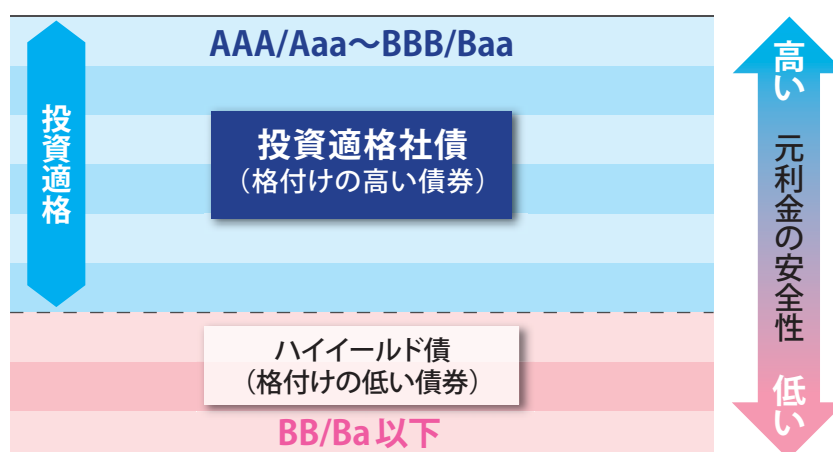 AAA/Aaa～BBB/Baa
投資適格
投資適格社債
（格付けの高い債券）
ハイイールド債
（格付けの低い債券）
BB/Ba以下
高い
元利金の安全性
低い